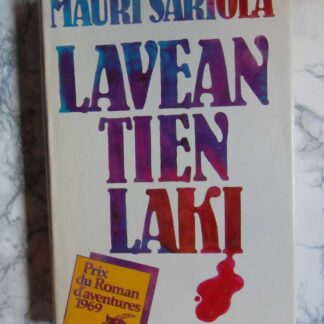 MAURI SARIOLA
LAVEAN
TIEN
LAKI
Prix
du Roman
d'aventures
1969